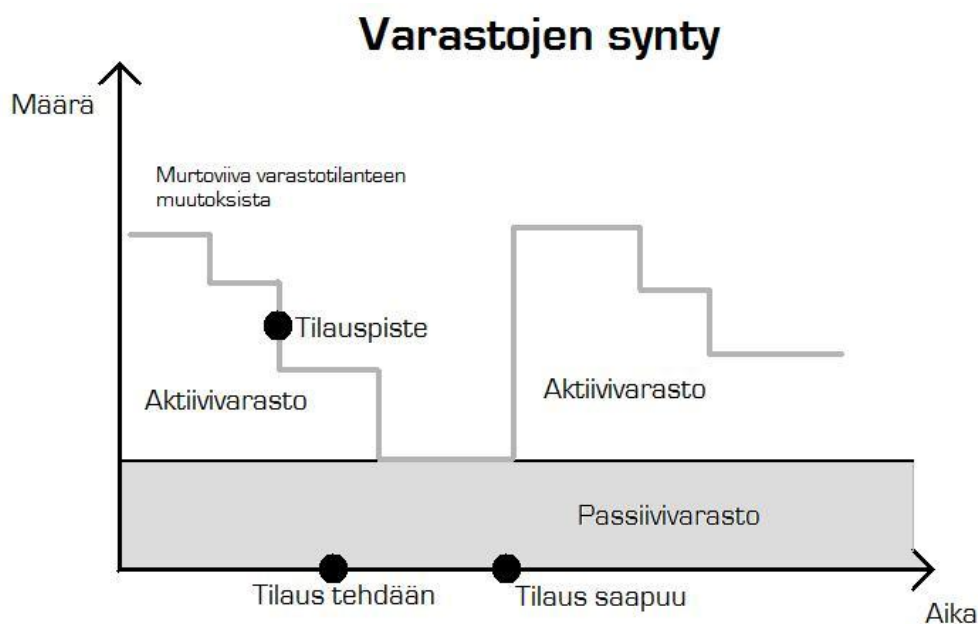 Varastojen synty
Määrä
Murtoviiva varastotilanteen
muutoksista
Tilauspiste
Aktiivivarasto
Aktiivivarasto
Passiivivarasto
Tilaus tehdään
Tilaus saapuu
Aika